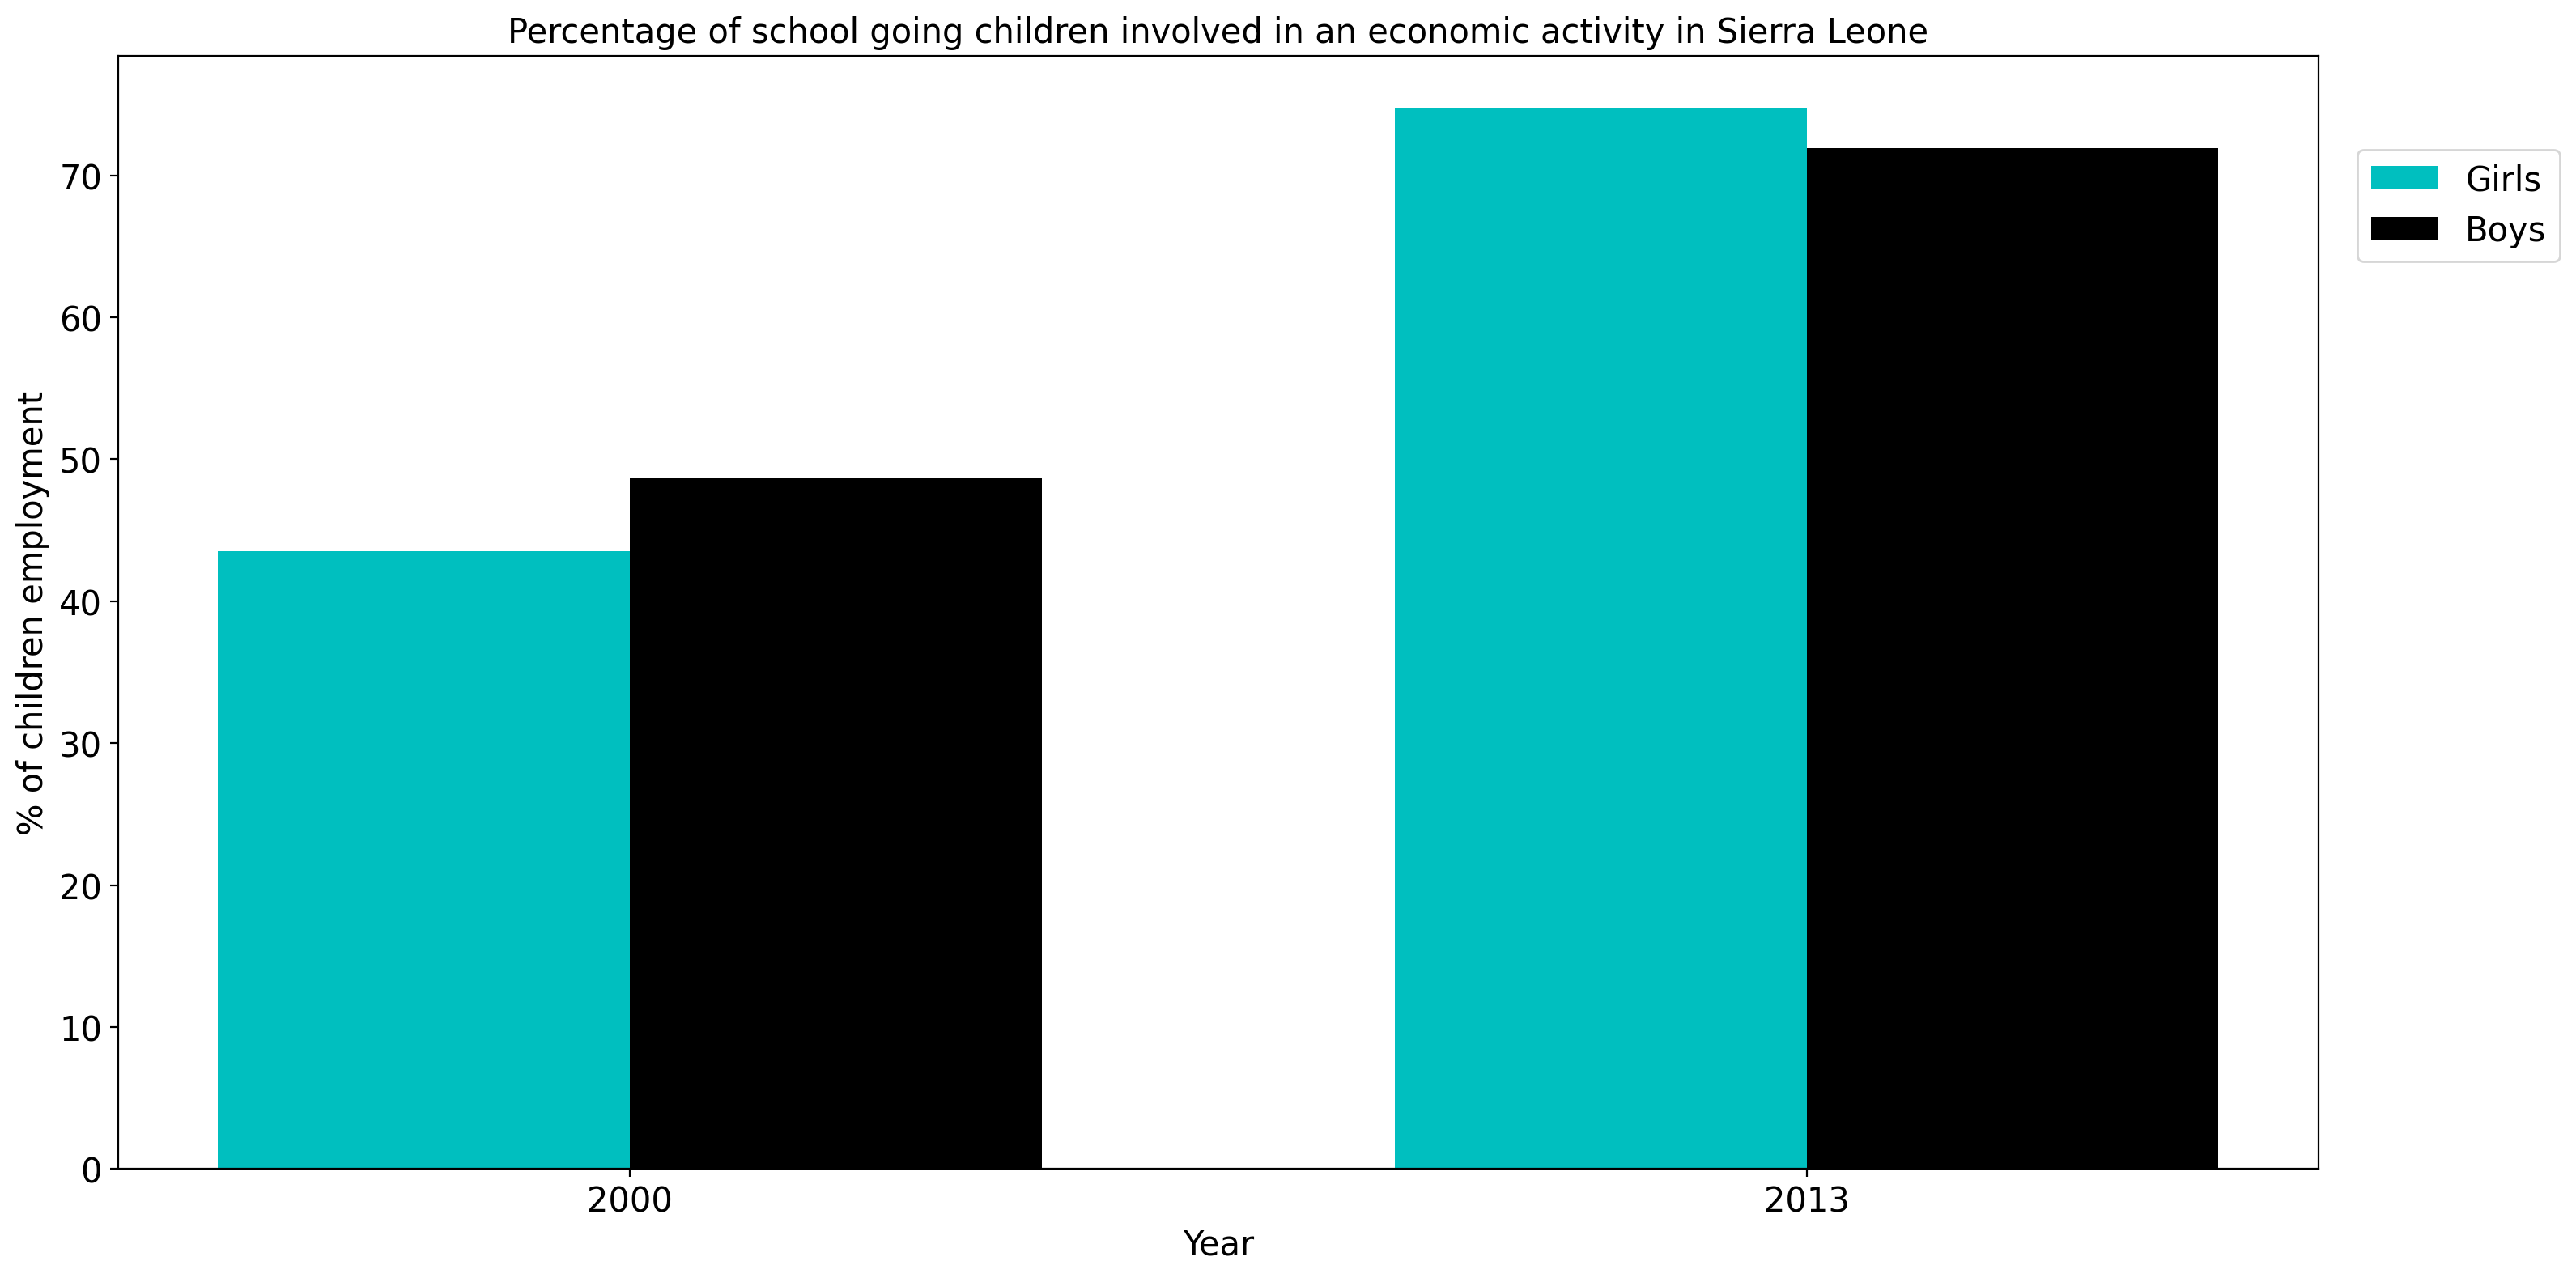 Percentage of school going children involved in an economic activity in Sierra Leone
% of children employment
70
60
50
40
30
20
10
0
2000
2013
Year
Girls
Boys